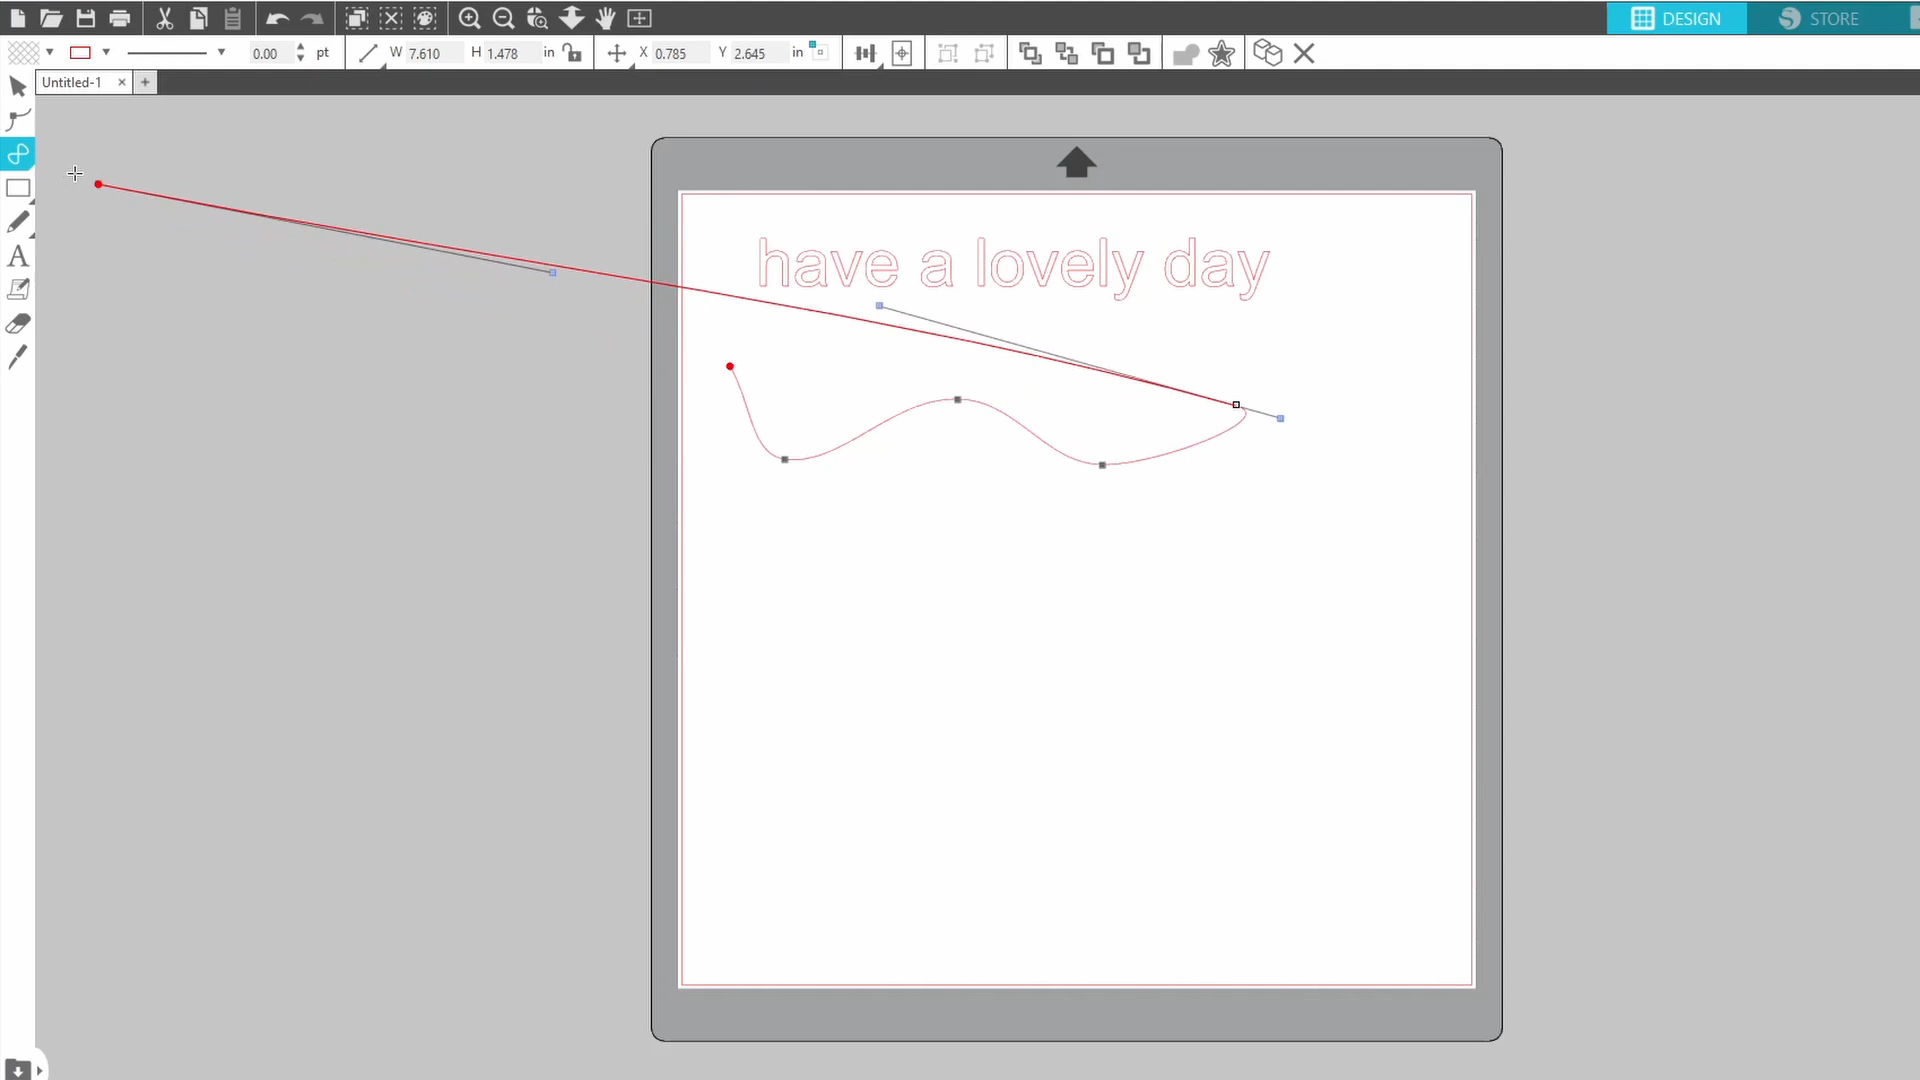 DESIGN
STORE
0.00 pt W 7.610 H 1.478 in X 0.785 Y 2.645 in
Untitled-1
have a lovely day